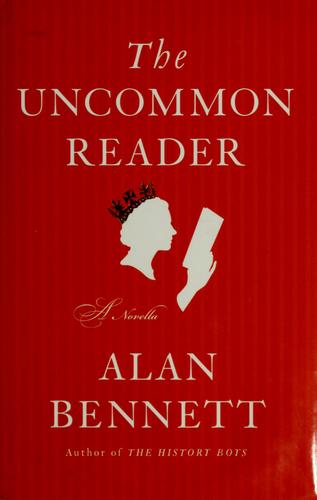 The
UNCOMMON
READER
A Novella
ALAN
BENNETT
Author of THE HISTORY BOYS